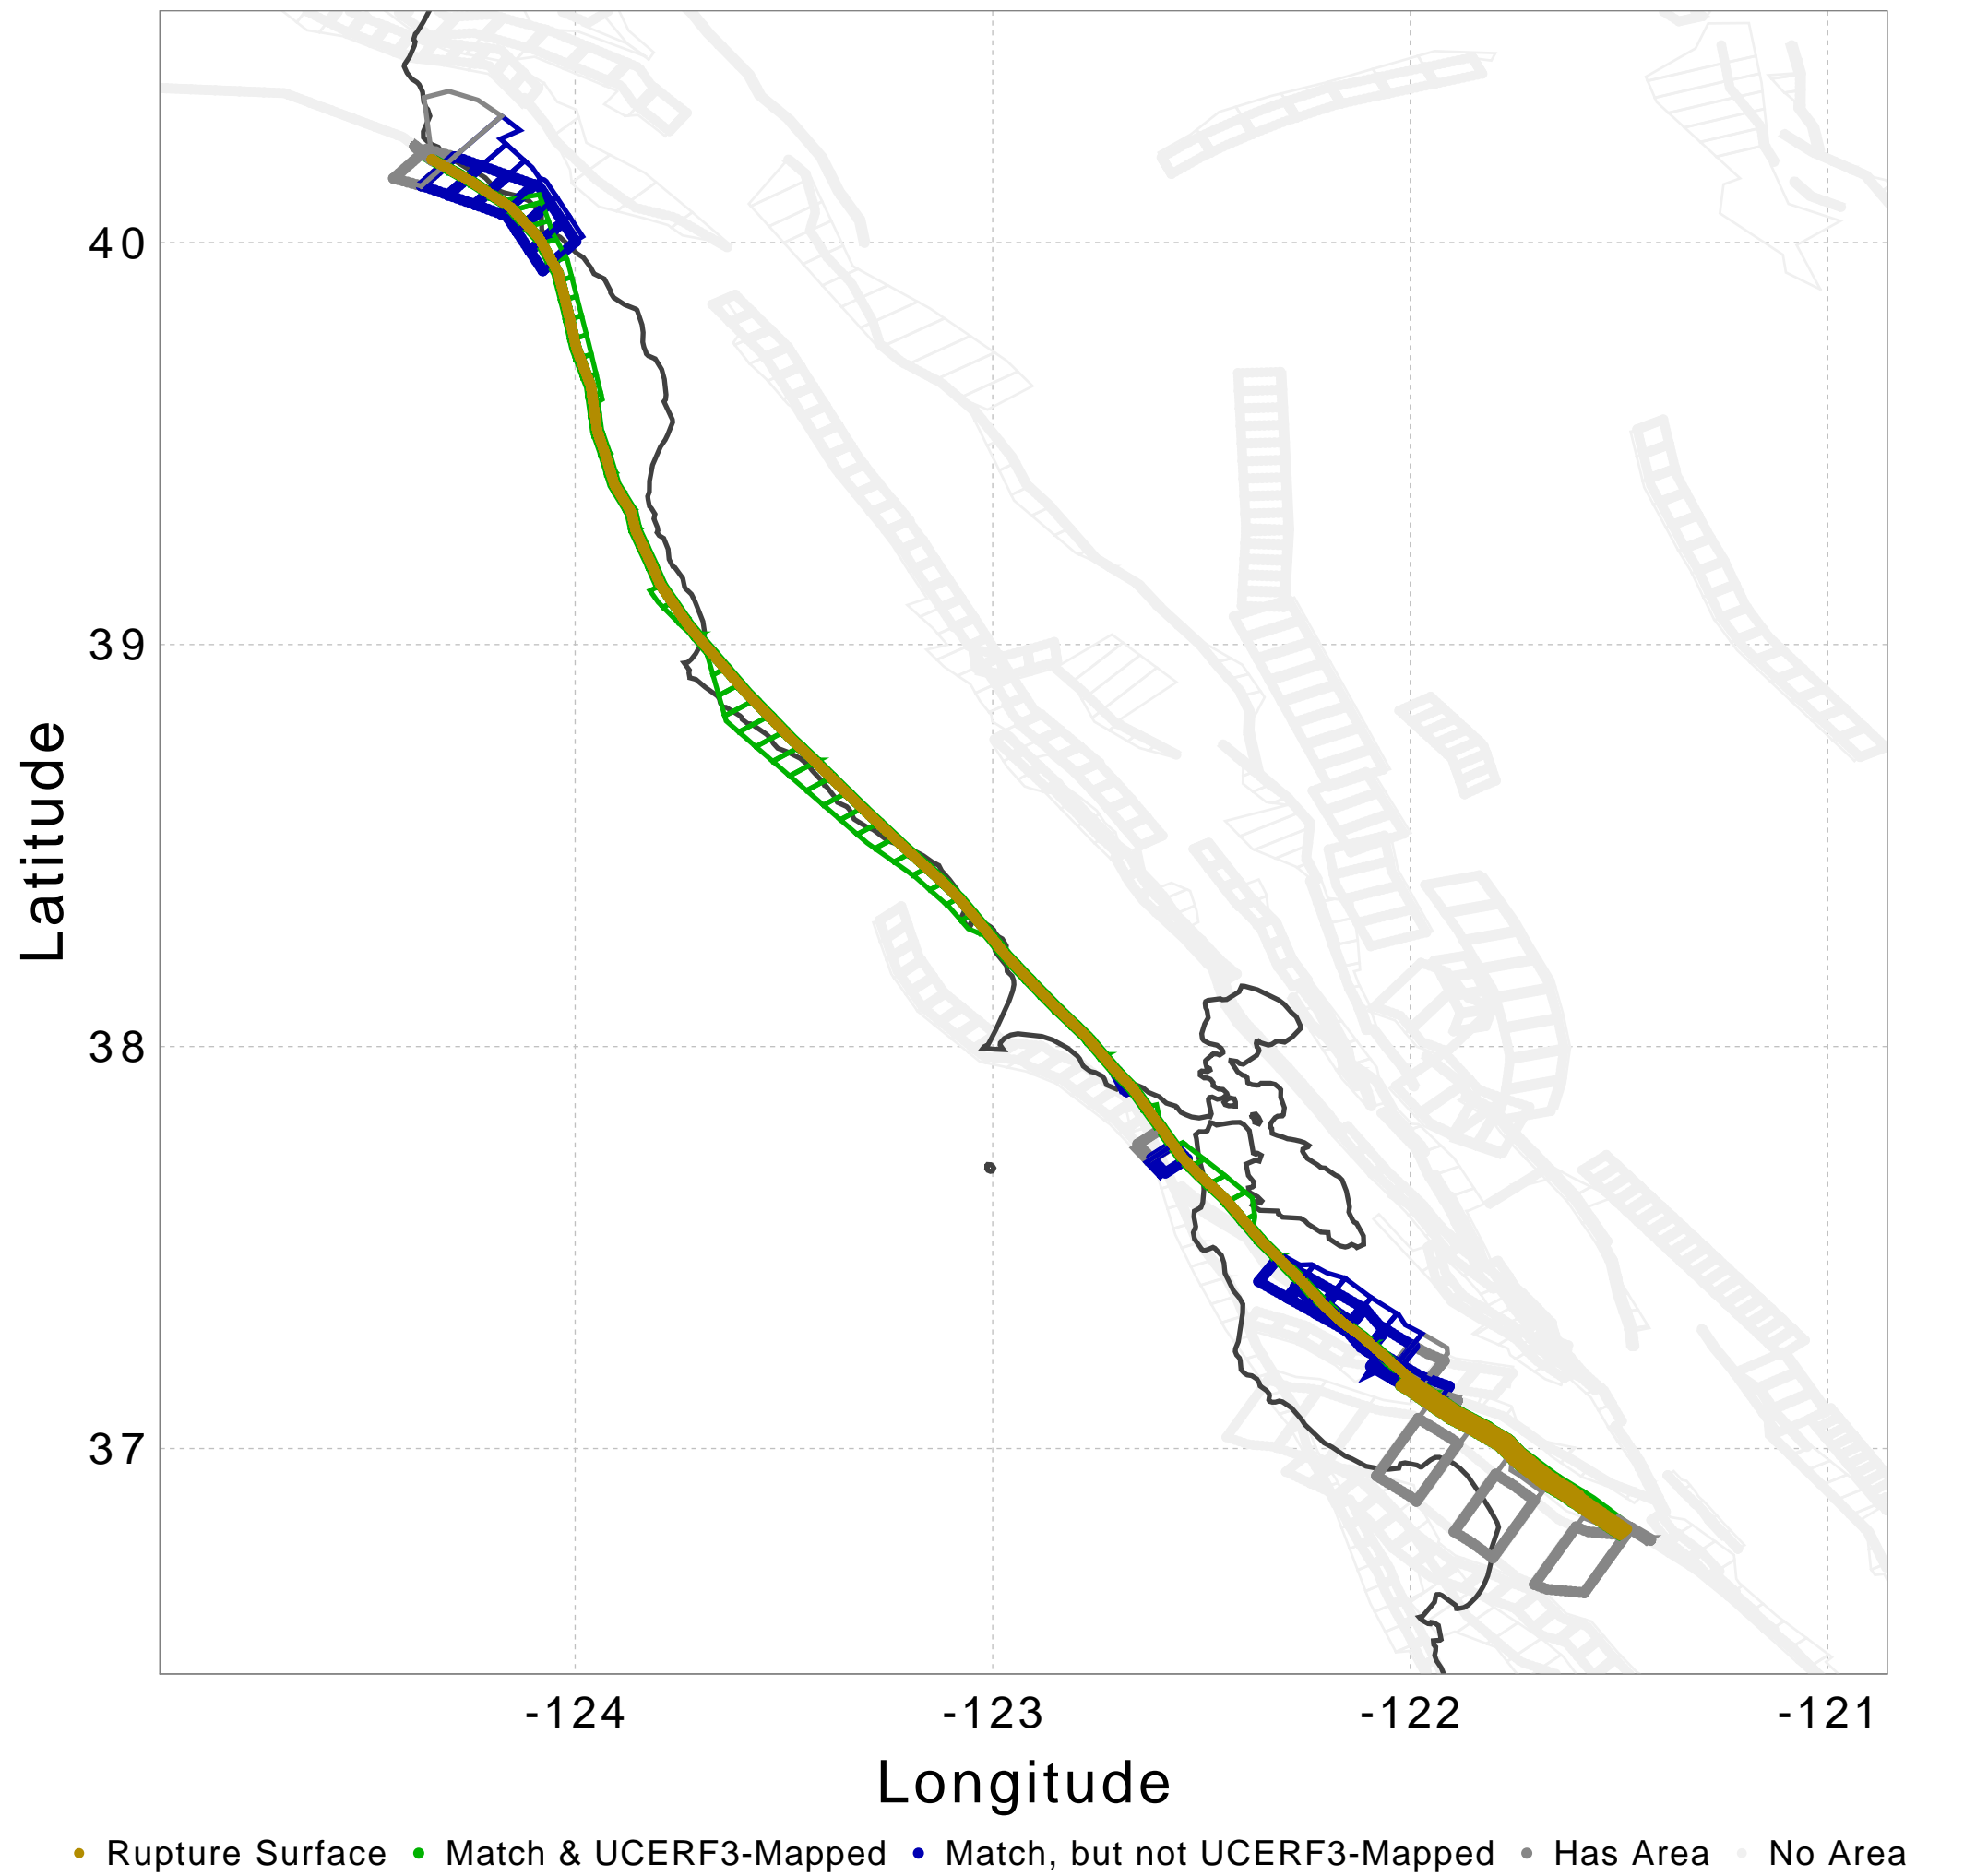 40
39
38
37
Latitude
-124 -123 -122 -121
Longitude
Rupture Surface Match & UCERF3-Mapped Match, but not UCERF3-Mapped Has Area No Area